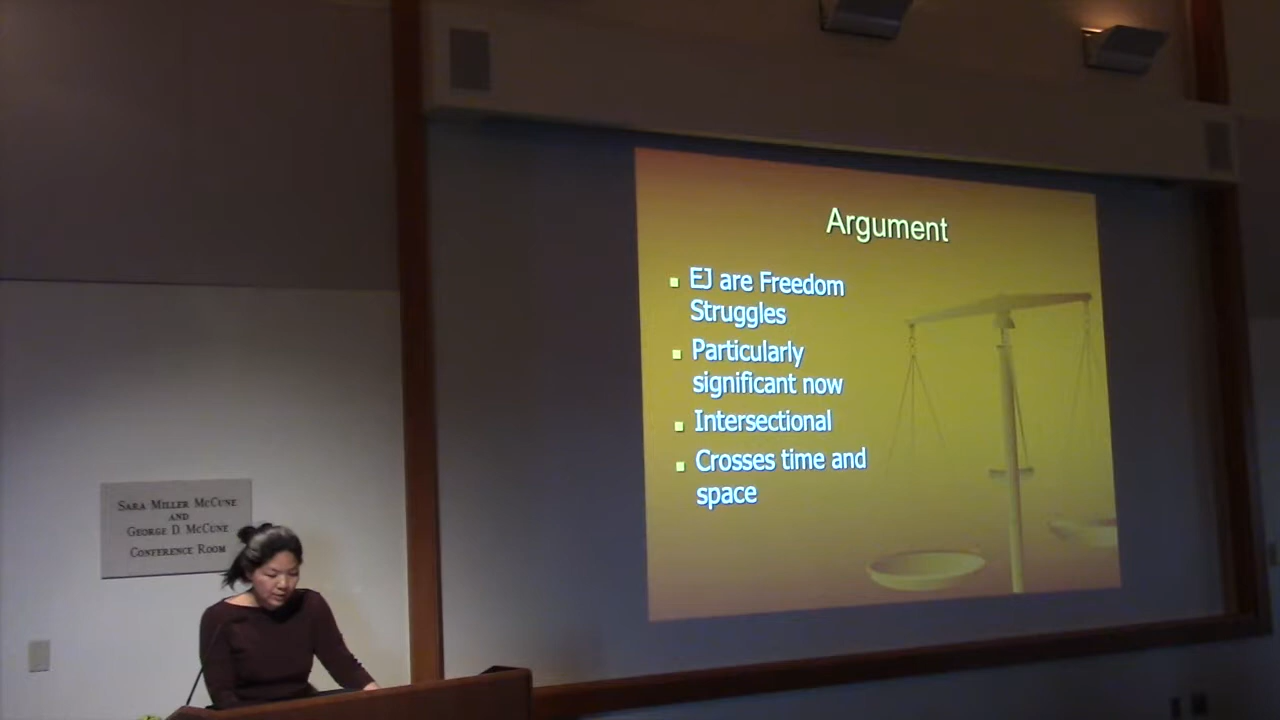 Argument
EJ are Freedom
Struggles
Particularly
significant now
Intersectional
Crosses time and
space
Sara Miller McCune
and
George D. McCune
Conference Room